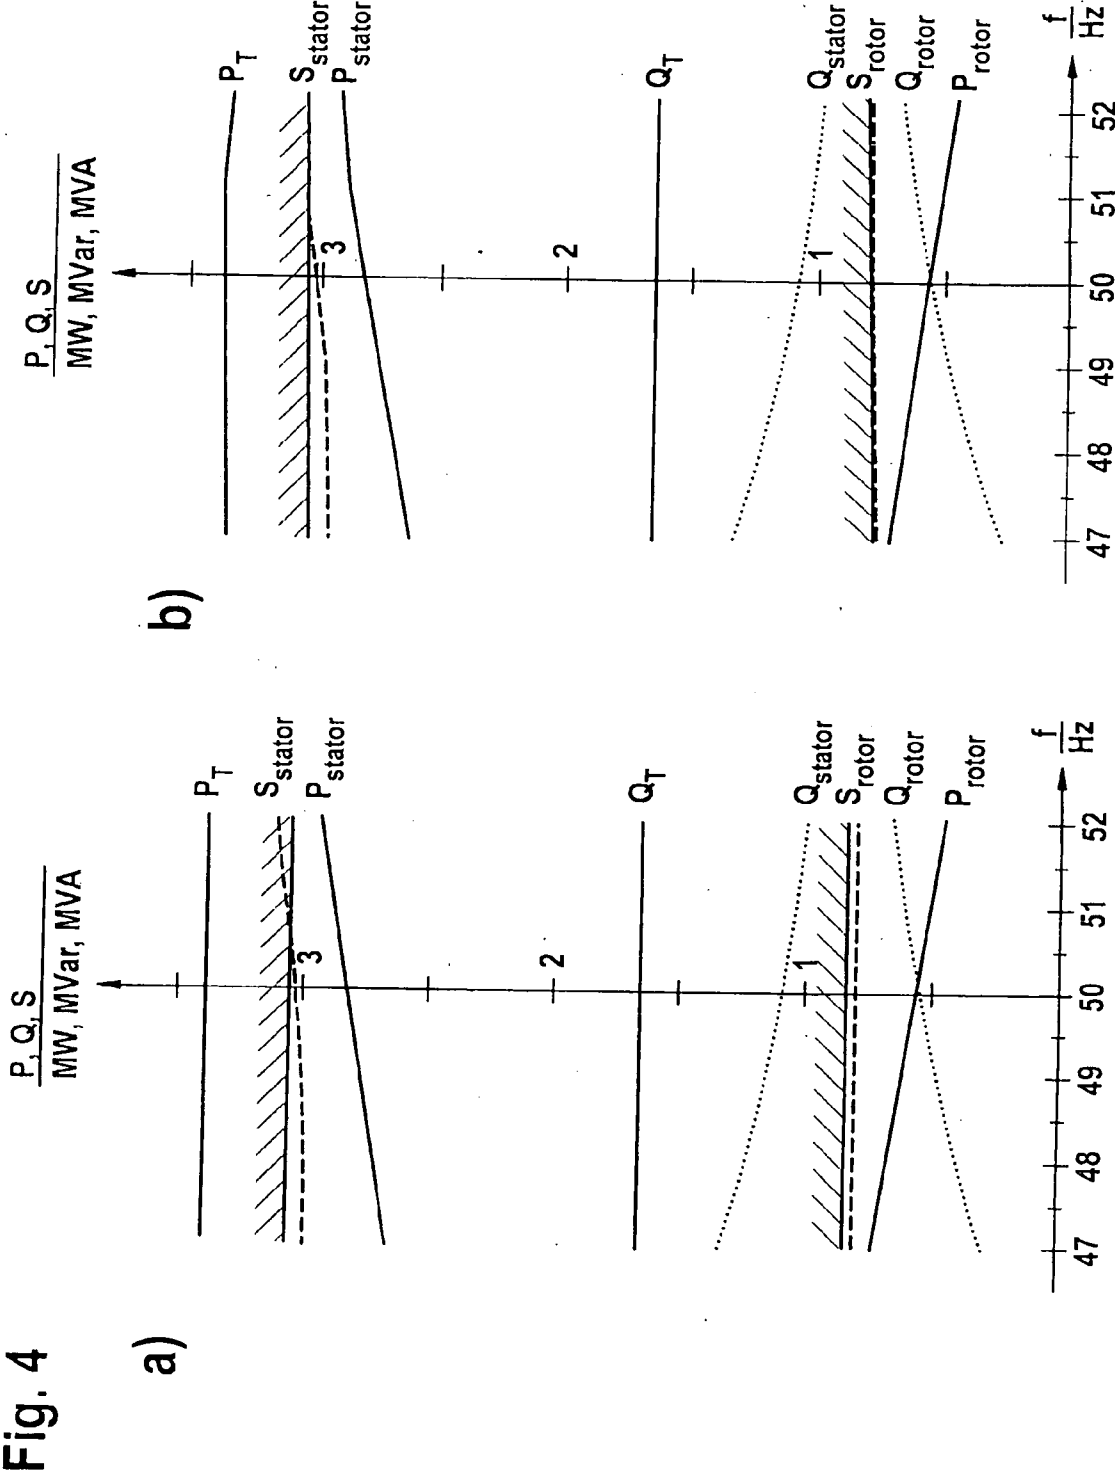 Fig. 4
a)
P, Q, S
MW, MVar, MVA
P_T
S_stator
P_stator
3
2
Q_T
Q_stator
1
S_rotor
Q_rotor
P_rotor
f
Hz
47 48 49 50 51 52
b)
P, Q, S
MW, MVar, MVA
P_T
S_stator
P_stator
3
2
Q_T
Q_stator
1
S_rotor
Q_rotor
P_rotor
f
Hz
47 48 49 50 51 52